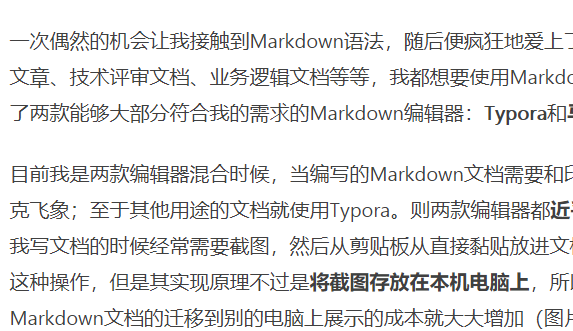 一次偶然的机会让我接触到Markdown语法，随后便疯狂地爱上了
文章、技术评审文档、业务逻辑文档等等，我都想要使用Markdo
了两款能够大部分符合我的需求的Markdown编辑器：Typora和
目前我是两款编辑器混合时候，当编写的Markdown文档需要和印
克飞象；至于其他用途的文档就使用Typora。则两款编辑器都近
我写文档的时候经常需要截图，然后从剪贴板从直接黏贴放进文
这种操作，但是其实现原理不过是将截图存放在本机电脑上，所
Markdown文档的迁移到别的电脑上展示的成本就大大增加（图片